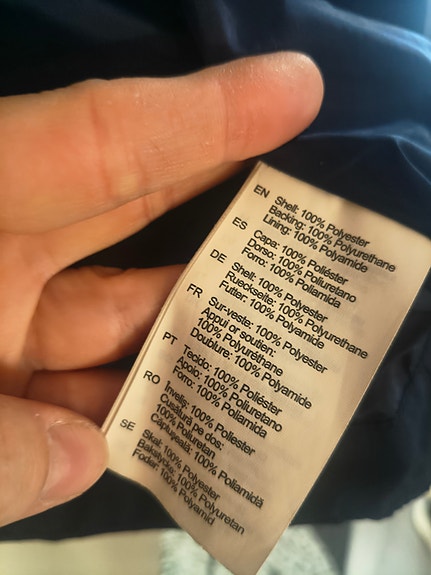 EN Shell: 100% Polyester
Backing: 100% Polyurethane
Lining: 100% Polyamide
ES Capa: 100% Poliéster
Dorso: 100% Poliuretano
Forro: 100% Poliamida
DE Shell: 100% Polyester
Rueckseite: 100% Polyurethane
Futter: 100% Polyamide
FR Sur-veste: 100% Polyester
Appui or soutien:
100% Polyuréthane
Doublure: 100% Polyamide
PT Tecido: 100% Poliéster
Apoio: 100% Poliuretano
Forro: 100% Poliamida
RO Înveliș: 100% Poliester
Căsătură pe dos:
100% Poliuretan
Căptușeală: 100% Poliamidă
SE Skal: 100% Polyester
Baksida: 100% Polyuretan
Foder: 100% Polyamid